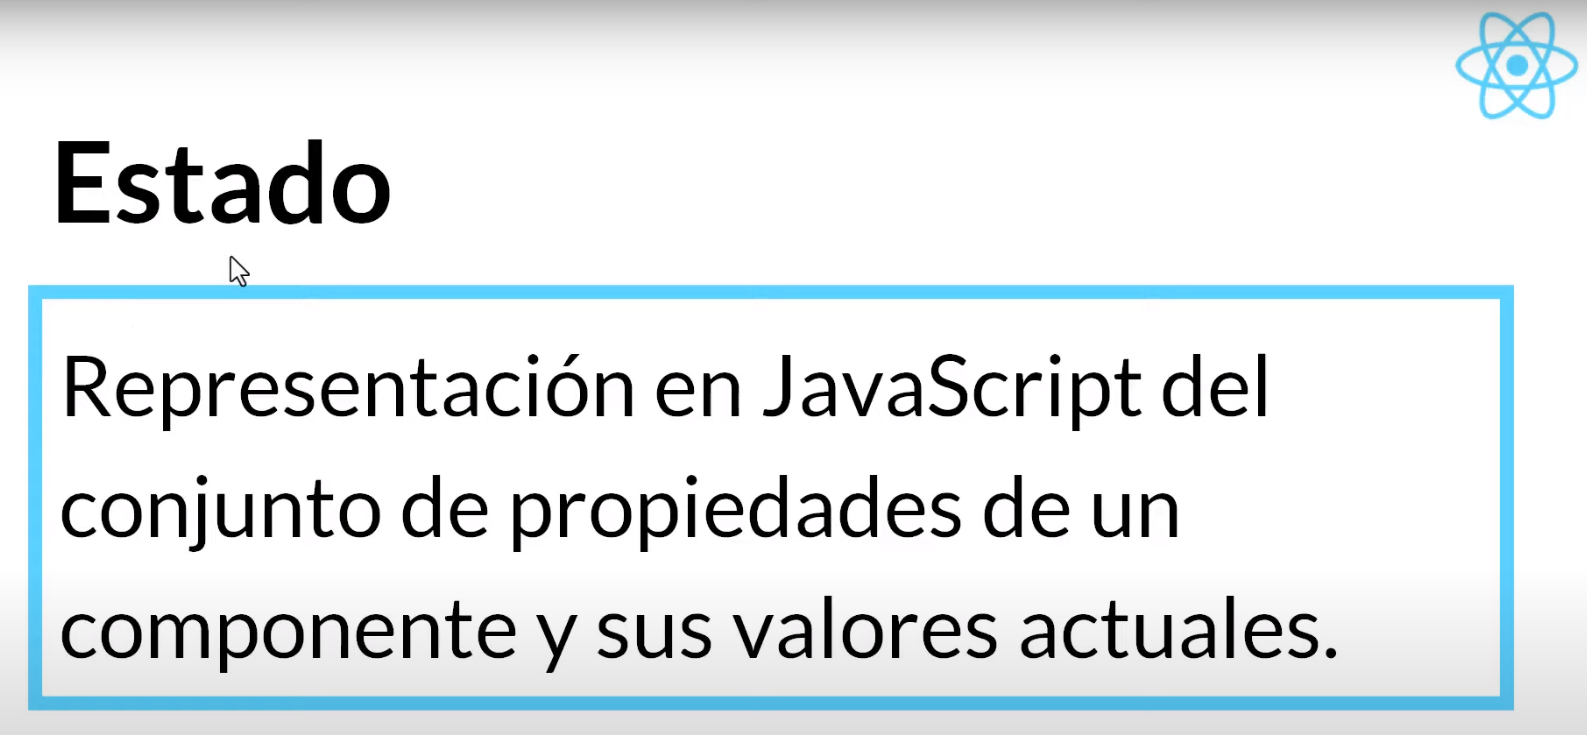 Estado
Representación en JavaScript del
conjunto de propiedades de un
componente y sus valores actuales.